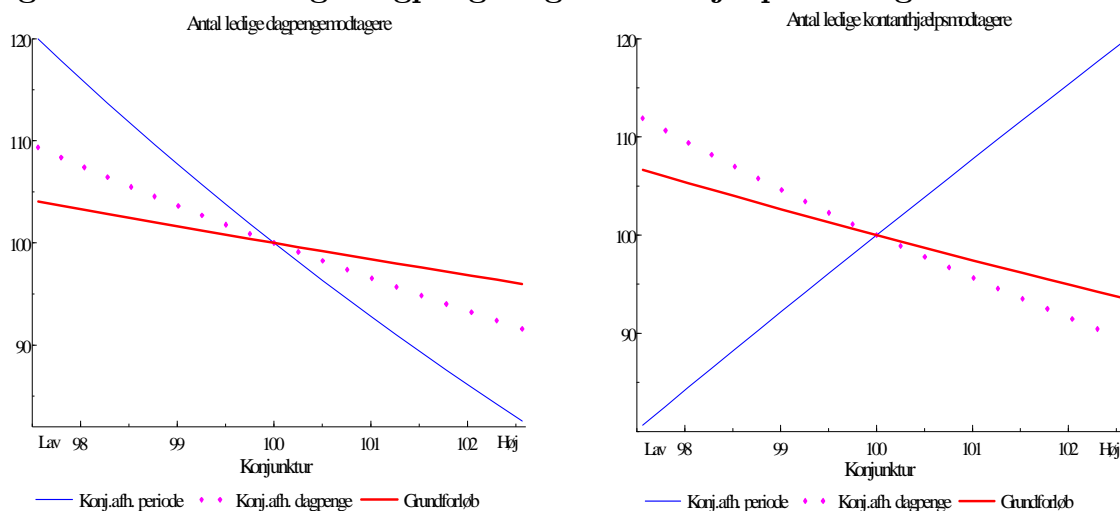 Antal ledige dagpengemodtagere
120
110
100
90
Lav 98 99 100 101 102 Høj
Konjunktur
Konj.afh. periode Konj.afh. dagpenge Grundforløb
Antal ledige kontanthjælpsmodtagere
120
110
100
90
Lav 98 99 100 101 102 Høj
Konjunktur
Konj.afh. periode Konj.afh. dagpenge Grundforløb